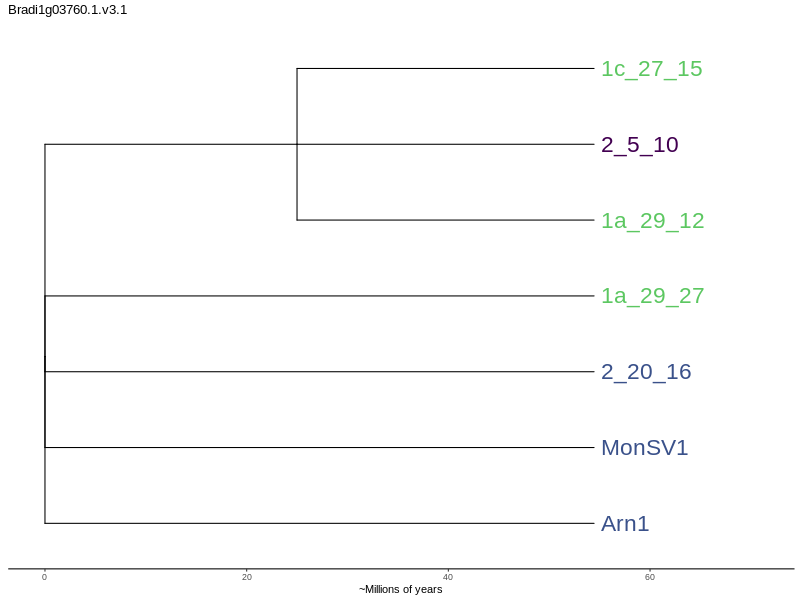 Bradi1g03760.1.v3.1
1c_27_15
2_5_10
1a_29_12
1a_29_27
2_20_16
MonSV1
Arn1
0 20 40 60
~Millions of years